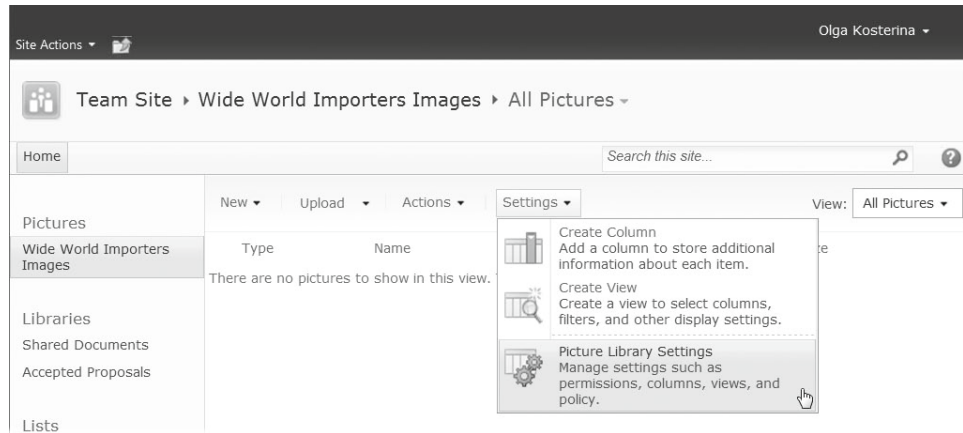 Olga Kosterina
Site Actions
Team Site ▸ Wide World Importers Images ▸ All Pictures
Home
Search this site...
New
Upload
Actions
Settings
View:
All Pictures
Pictures
Wide World Importers
Images
Libraries
Shared Documents
Accepted Proposals
Lists
Type
Name
There are no pictures to show in this view.
Create Column
Add a column to store additional
information about each item.
Create View
Create a view to select columns,
filters, and other display settings.
Picture Library Settings
Manage settings such as
permissions, columns, views, and
policy.